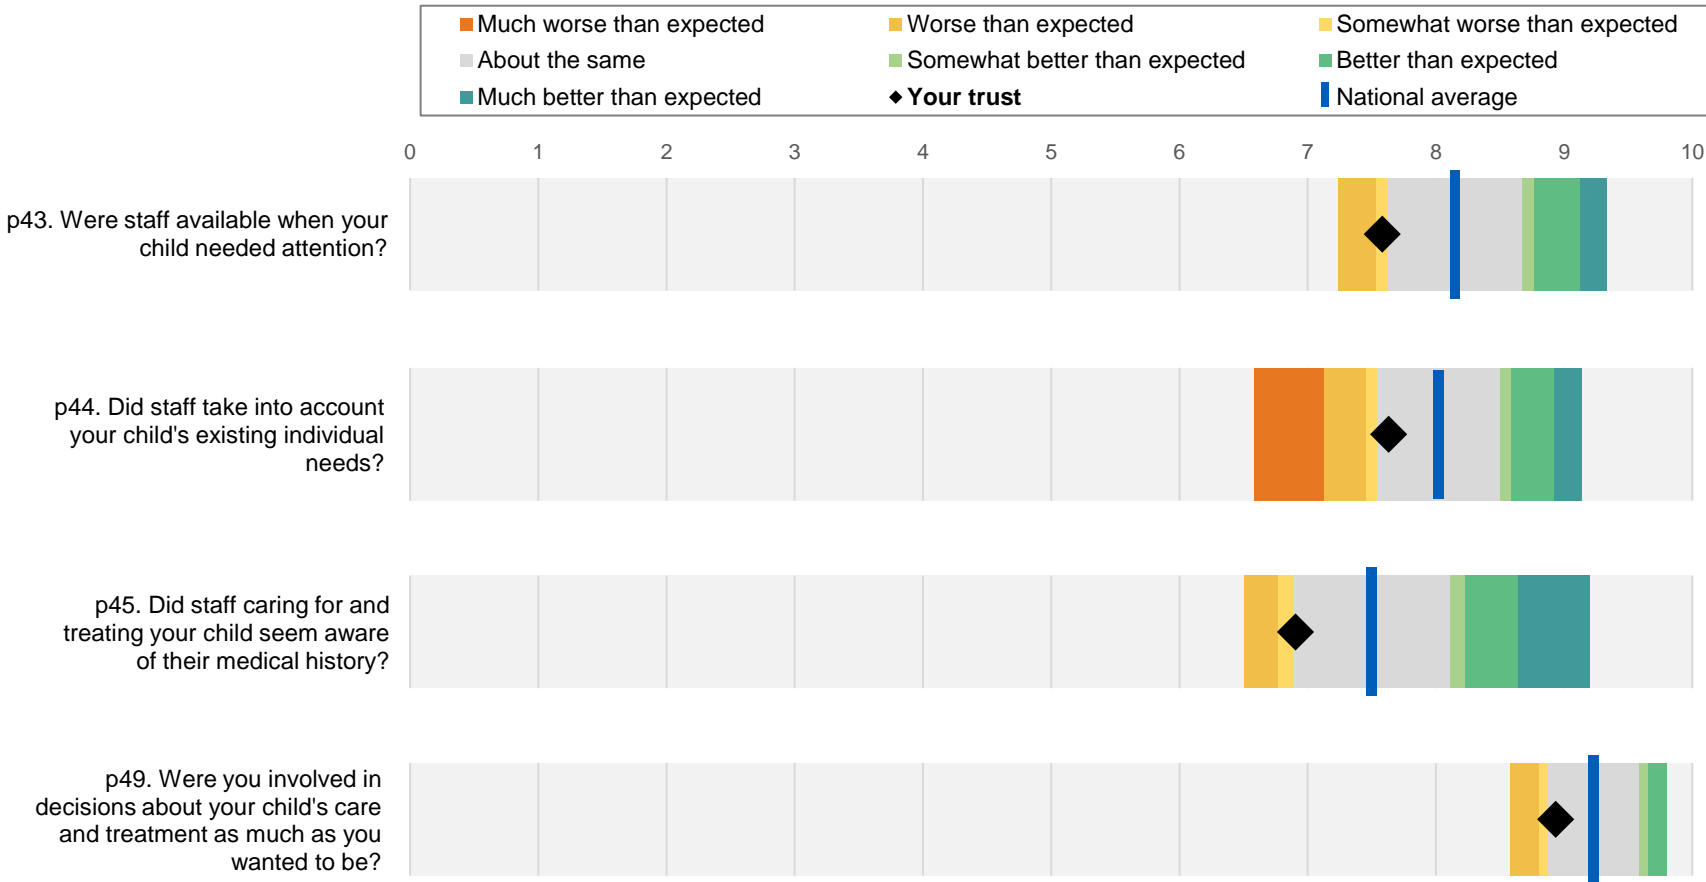 Much worse than expected
Worse than expected
Somewhat worse than expected
About the same
Somewhat better than expected
Better than expected
Much better than expected
Your trust
National average
0 1 2 3 4 5 6 7 8 9 10
p43. Were staff available when your
child needed attention?
p44. Did staff take into account
your child's existing individual
needs?
p45. Did staff caring for and
treating your child seem aware
of their medical history?
p49. Were you involved in
decisions about your child's care
and treatment as much as you
wanted to be?